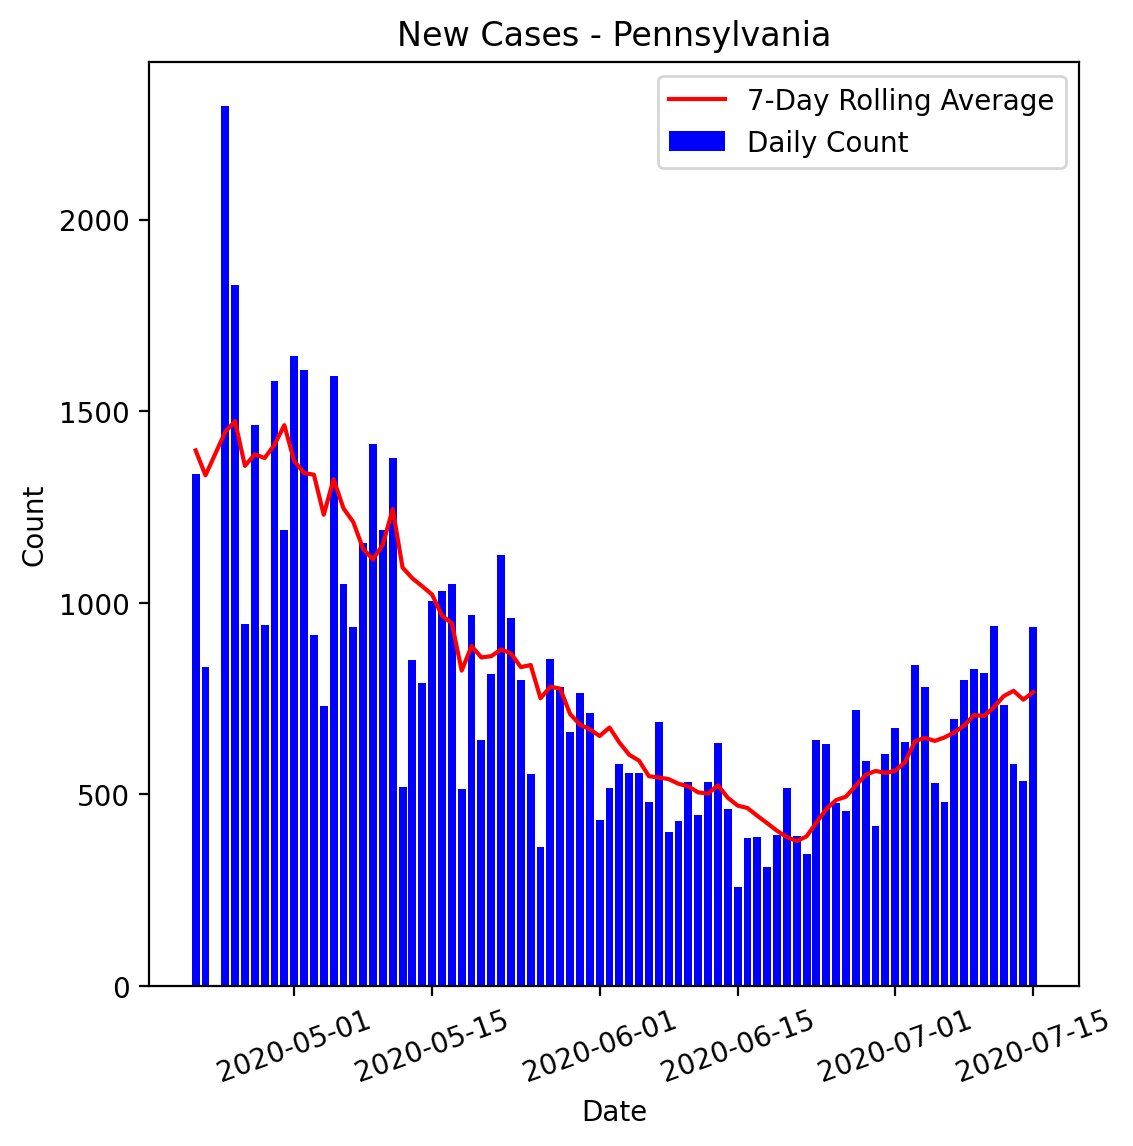 New Cases - Pennsylvania
7-Day Rolling Average
Daily Count
2000
1500
1000
500
0
Count
2020-05-01
2020-05-15
2020-06-01
2020-06-15
2020-07-01
2020-07-15
Date